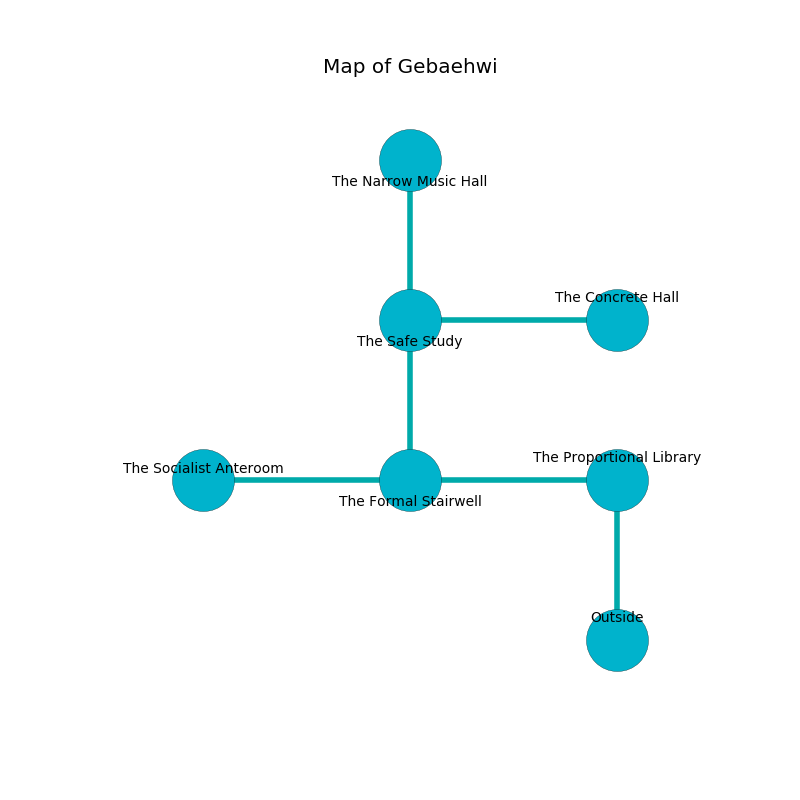 Map of Gebaehwi
The Narrow Music Hall
The Concrete Hall
The Safe Study
The Proportional Library
The Socialist Anteroom
The Formal Stairwell
Outside